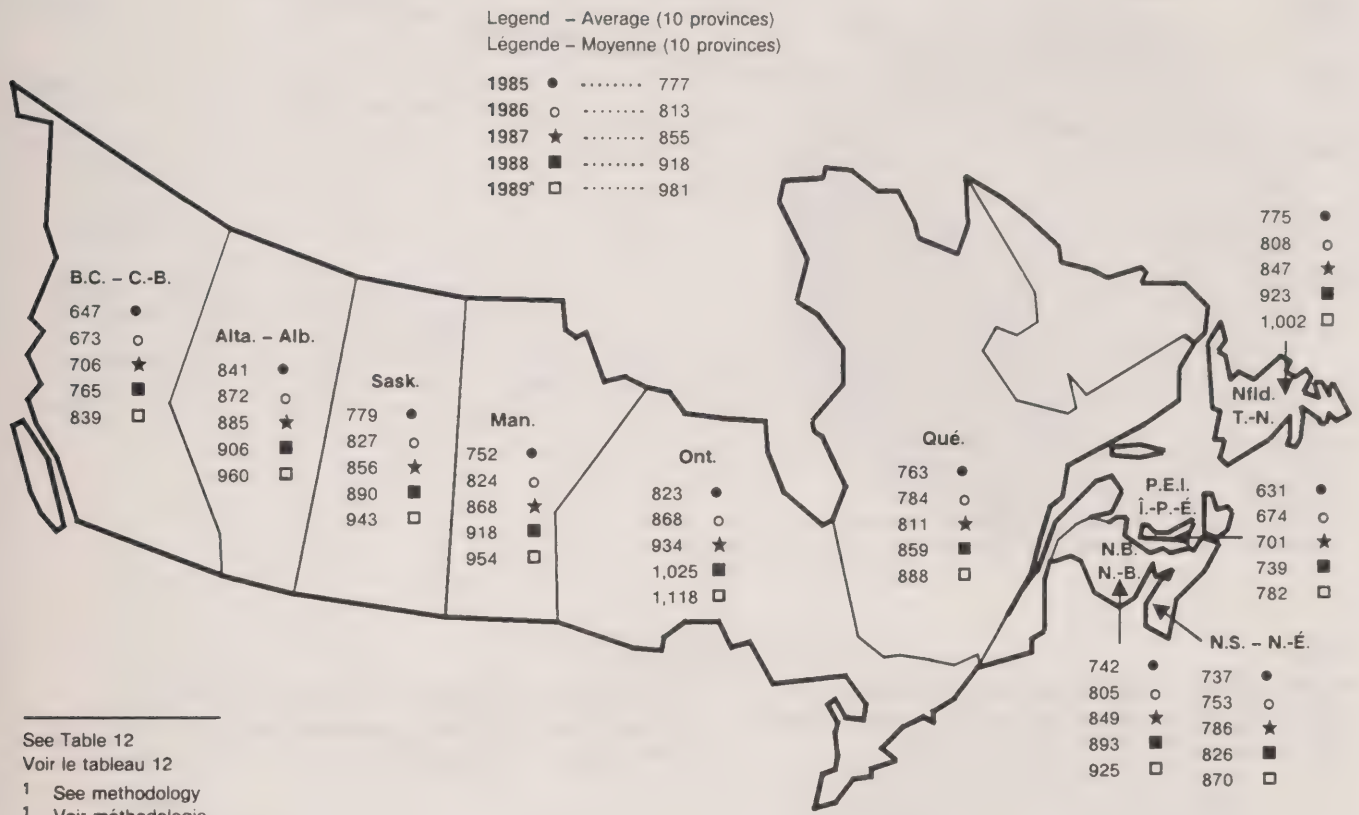 Legend – Average (10 provinces)
Légende – Moyenne (10 provinces)
1985 ● ........ 777
1986 ○ ........ 813
1987 ★ ........ 855
1988 ■ ........ 918
1989* □ ........ 981
B.C. – C.-B.
647 ●
673 ○
706 ★
765 ■
839 □
Alta. – Alb.
841 ●
872 ○
885 ★
906 ■
960 □
Sask.
779 ●
827 ○
856 ★
890 ■
943 □
Man.
752 ●
824 ○
868 ★
918 ■
954 □
Ont.
823 ●
868 ○
934 ★
1,025 ■
1,118 □
Qué.
763 ●
784 ○
811 ★
859 ■
888 □
775 ●
808 ○
847 ★
923 ■
1,002 □
Nfld.
T.-N.
P.E.I.
Î.-P.-É.
631 ●
674 ○
701 ★
739 ■
782 □
N.B.
N.-B.
742 ●
805 ○
849 ★
893 ■
925 □
N.S. – N.-É.
737 ●
753 ○
786 ★
826 ■
870 □
See Table 12
Voir le tableau 12
1 See methodology
1 Voir méthodologie